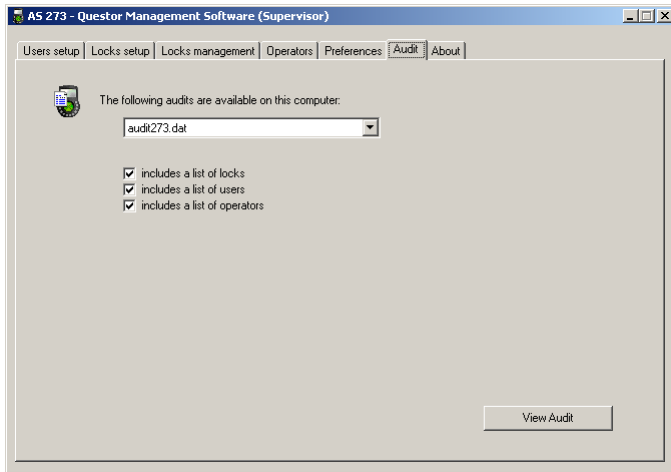 AS 273 - Questor Management Software (Supervisor)
Users setup Locks setup Locks management Operators Preferences Audit About
The following audits are available on this computer:
audit273.dat
includes a list of locks
includes a list of users
includes a list of operators
View Audit